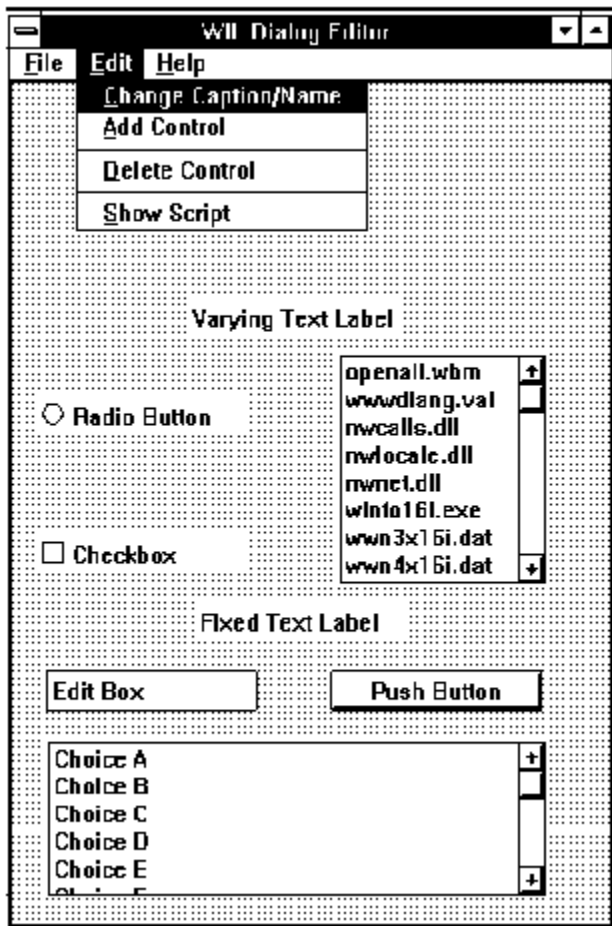 WIL Dialog Editor
File Edit Help
Change Caption/Name
Add Control
Delete Control
Show Script
Varying Text Label
openall.wbm
wwwdlang.val
nwcalls.dll
nwlocale.dll
nwnet.dll
winfo16i.exe
wwn3x16i.dat
wwn4x16i.dat
Radio Button
Checkbox
Fixed Text Label
Edit Box
Push Button
Choice A
Choice B
Choice C
Choice D
Choice E